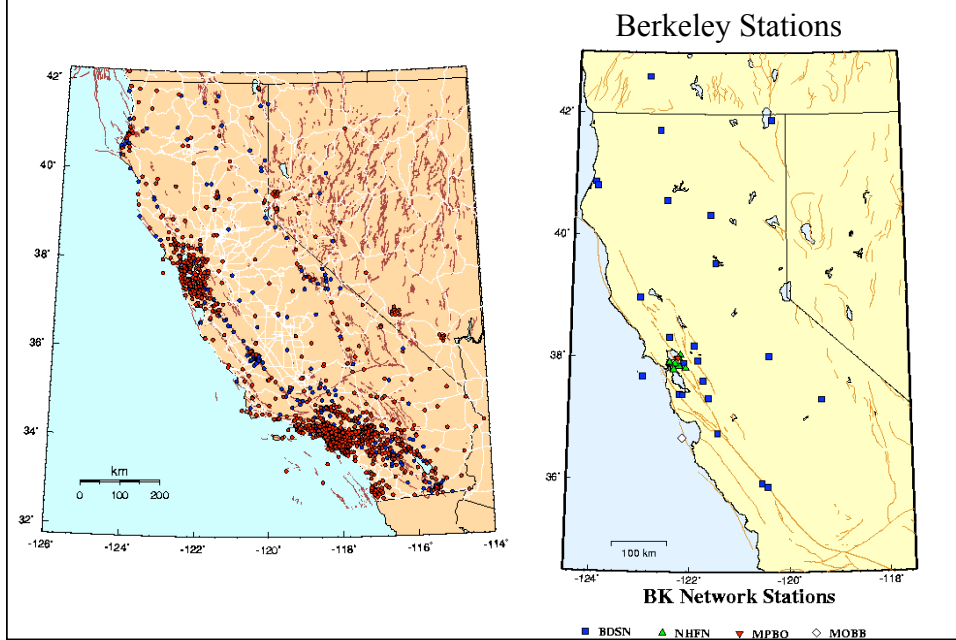 Berkeley Stations
42˚
40˚
38˚
36˚
34˚
32˚
km
0 100 200
-126˚ -124˚ -122˚ -120˚ -118˚ -116˚ -114˚
42˚
40˚
38˚
36˚
100 km
-124˚ -122˚ -120˚ -118˚
BK Network Stations
BDSN NHFN MPBO MOBB